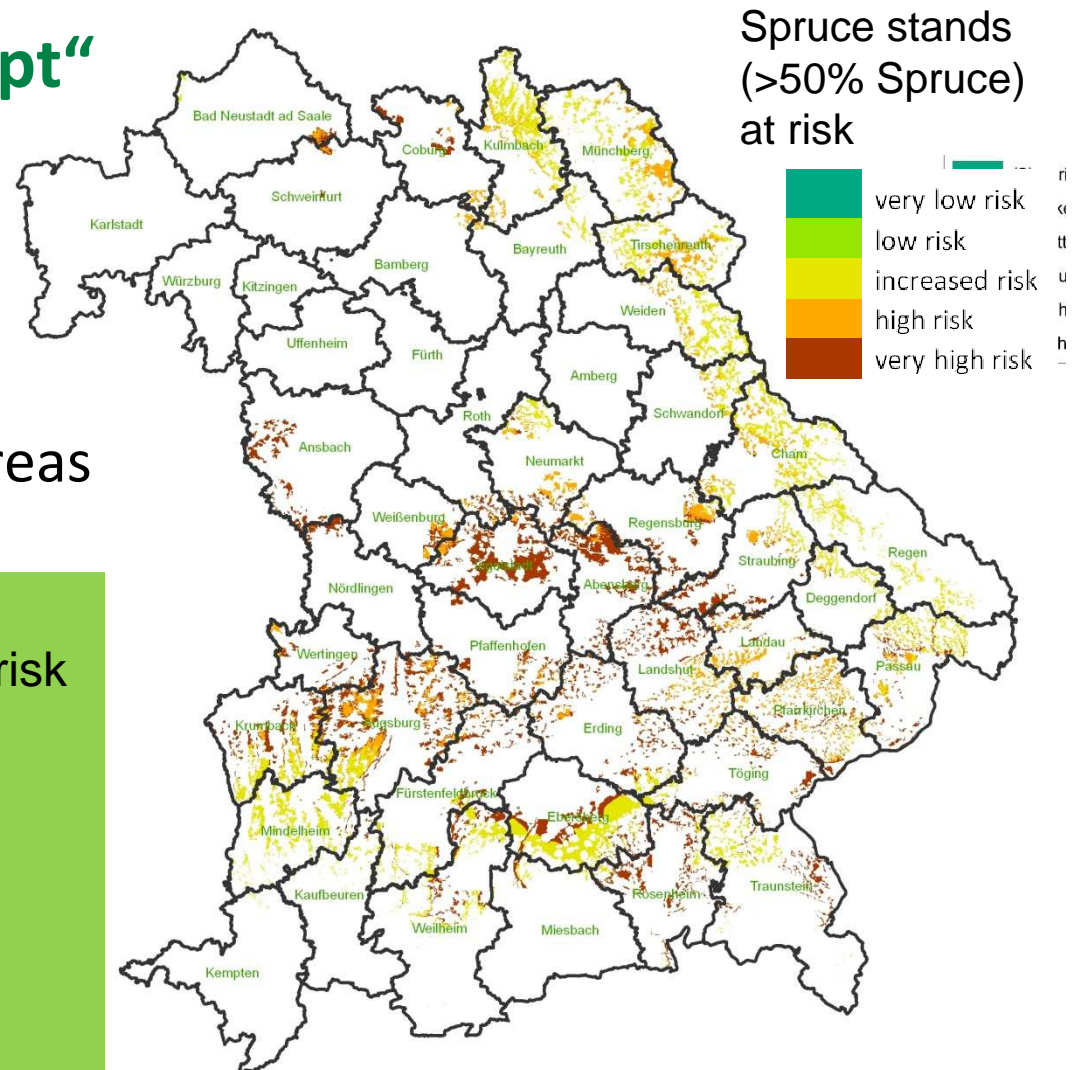 pt“
Spruce stands
(>50% Spruce)
at risk
very low risk
low risk
increased risk
high risk
very high risk
reas
risk
Bad Neustadt ad Saale
Coburg
Kulmbach
Münchberg
Schweinfurt
Karlstadt
Bayreuth
Tirschenreuth
Bamberg
Würzburg
Kitzingen
Weiden
Uffenheim
Fürth
Amberg
Roth
Schwandorf
Ansbach
Neumarkt
Cham
Weißenburg
Regensburg
Regen
Straubing
Abensberg
Nördlingen
Deggendorf
Pfaffenhofen
Landau
Wertingen
Landshut
Passau
Pfarrkirchen
Krumbach
Augsburg
Erding
Töging
Fürstenfeldbruck
Ebersberg
Mindelheim
Kaufbeuren
Rosenheim
Traunstein
Weilheim
Miesbach
Kempten